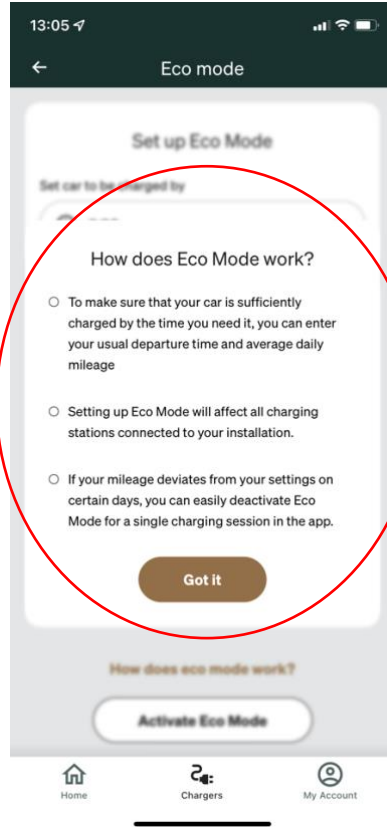 13:05
Eco mode
Set up Eco Mode
Set car to be charged by
How does Eco Mode work?
To make sure that your car is sufficiently
charged by the time you need it, you can enter
your usual departure time and average daily
mileage
Setting up Eco Mode will affect all charging
stations connected to your installation.
If your mileage deviates from your settings on
certain days, you can easily deactivate Eco
Mode for a single charging session in the app.
Got it
How does eco mode work?
Activate Eco Mode
Home Chargers My Account